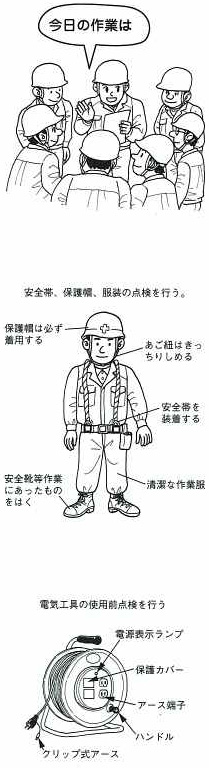 今日の作業は
安全帯、保護帽、服装の点検を行う。
保護帽は必ず
着用する
あご紐はきっ
ちりしめる
安全帯を
装着する
安全靴等作業
にあったもの
をはく
清潔な作業服
電気工具の使用前点検を行う
電源表示ランプ
保護カバー
アース端子
ハンドル
クリップ式アース